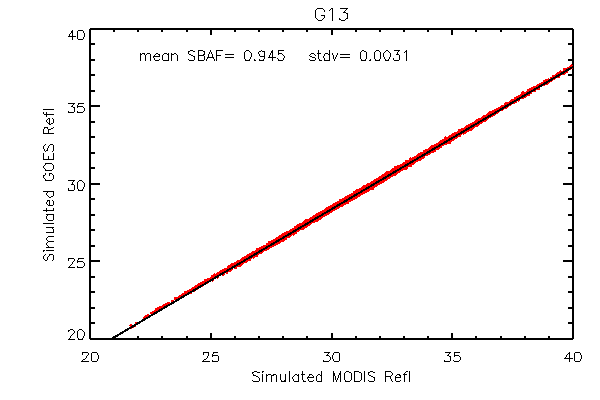 G13
mean SBAF= 0.945 stdv= 0.0031
40
35
30
25
20
Simulated GOES Refl
20 25 30 35 40
Simulated MODIS Refl